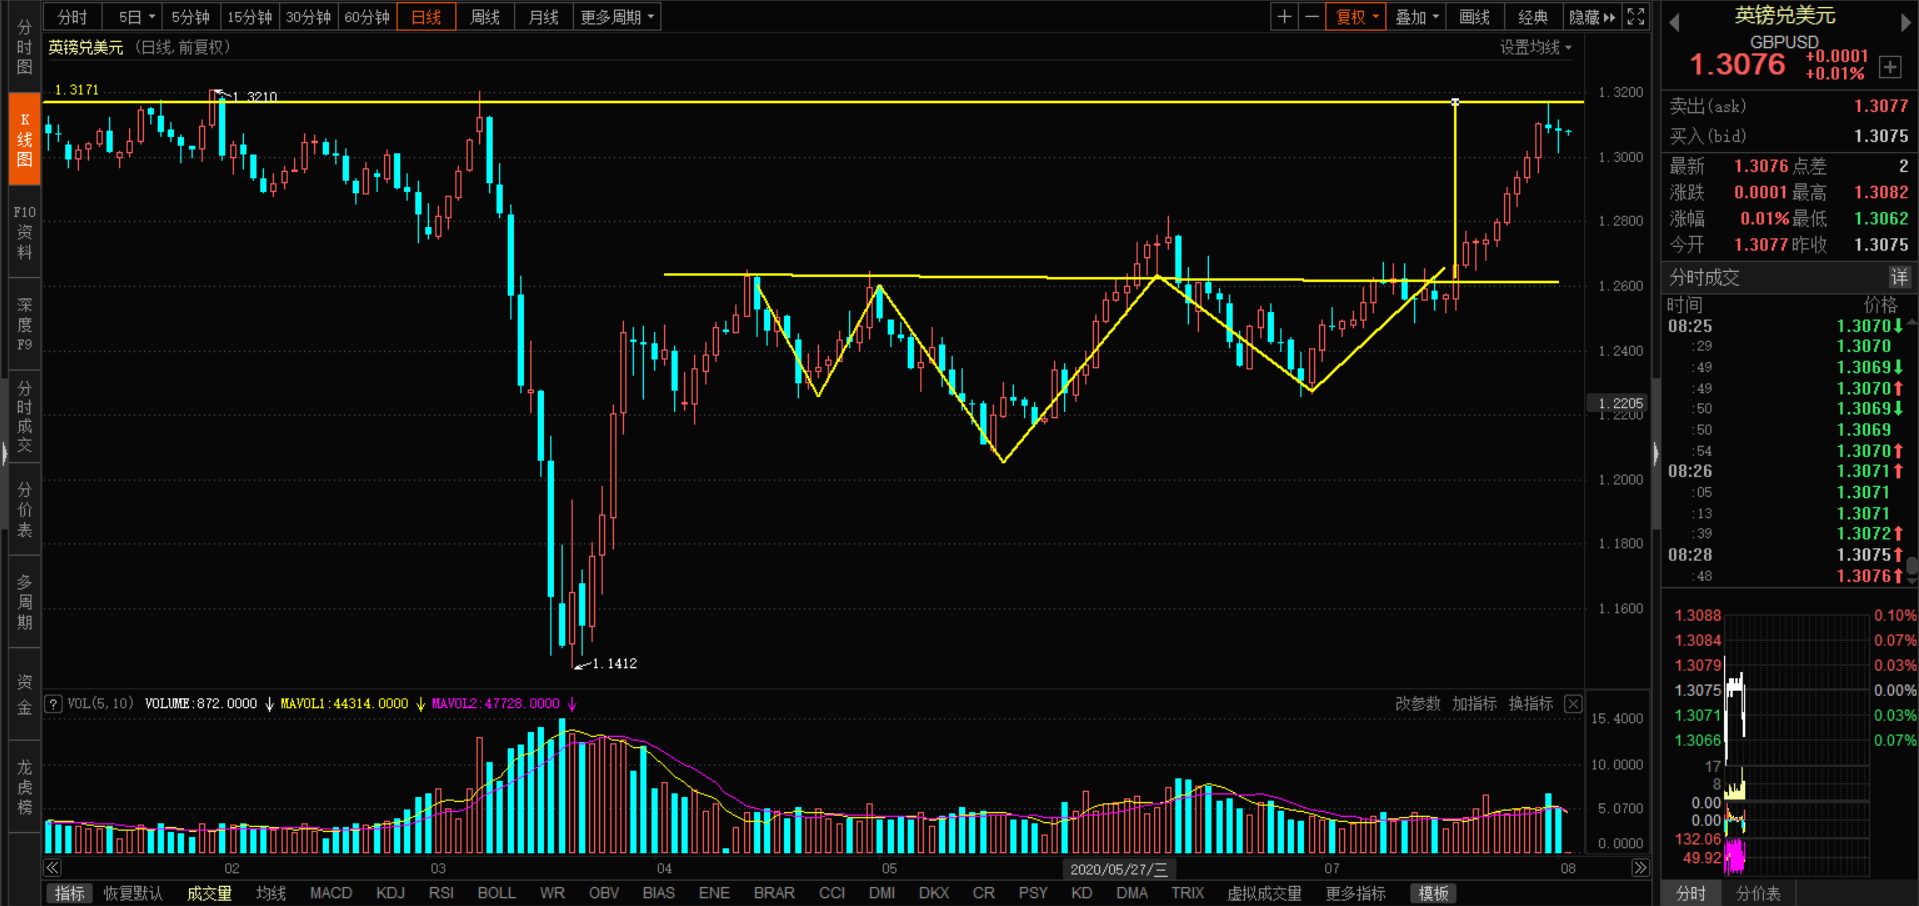 分时 5日 5分钟 15分钟 30分钟 60分钟 日线 周线 月线 更多周期 复权 叠加 画线 经典 隐藏
英镑兑美元 (日线,前复权) 设置均线
分时图
K线图
F10资料
深度F9
分时成交
分价表
多周期
资金
龙虎榜
1.3171
1.3210
1.1412
1.3200
1.3000
1.2800
1.2600
1.2400
1.2205
1.2200
1.2000
1.1800
1.1600
? VOL(5,10) VOLUME:872.0000 ↓ MAVOL1:44314.0000 ↓ MAVOL2:47728.0000 ↓ 改参数 加指标 换指标
15.4000
10.0000
5.0700
0.0000
02 03 04 05 2020/05/27/三 07 08
指标 恢复默认 成交量 均线 MACD KDJ RSI BOLL WR OBV BIAS ENE BRAR CCI DMI DKX CR PSY KD DMA TRIX 虚拟成交量 更多指标 模板
英镑兑美元
GBPUSD
1.3076 +0.0001
+0.01%
卖出(ask) 1.3077
买入(bid) 1.3075
最新 1.3076 点差 2
涨跌 0.0001 最高 1.3082
涨幅 0.01% 最低 1.3062
今开 1.3077 昨收 1.3075
分时成交 详
时间 价格
08:25 1.3070↓
:29 1.3070
:49 1.3069↓
:49 1.3070↑
:50 1.3069↓
:50 1.3069
:54 1.3070↑
08:26 1.3071↑
:05 1.3071
:13 1.3071
:39 1.3072↑
08:28 1.3075↑
:48 1.3076↑
1.3088 0.10%
1.3084 0.07%
1.3079 0.03%
1.3075 0.00%
1.3071 0.03%
1.3066 0.07%
17
8
0.00
0.00
132.06
49.92
分时 分价表